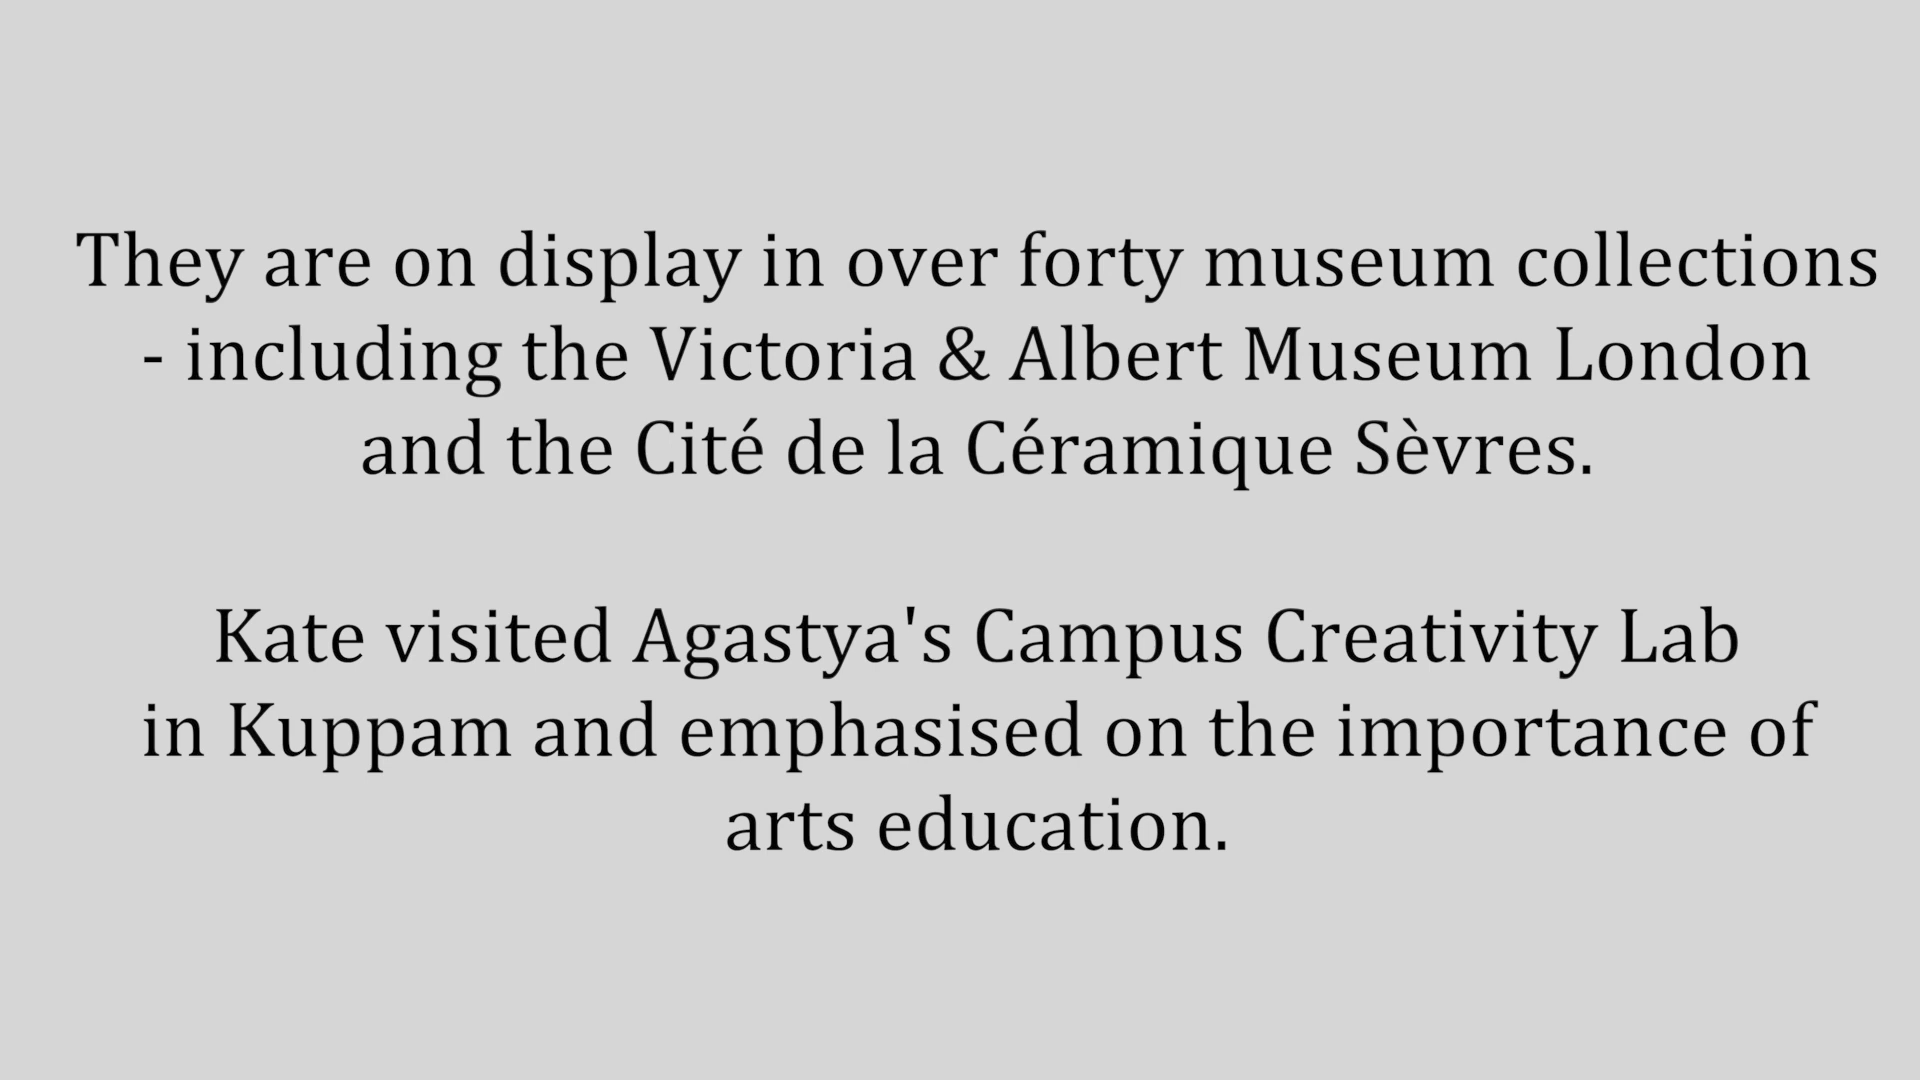 They are on display in over forty museum collections
- including the Victoria & Albert Museum London
and the Cité de la Céramique Sèvres.
Kate visited Agastya's Campus Creativity Lab
in Kuppam and emphasised on the importance of
arts education.